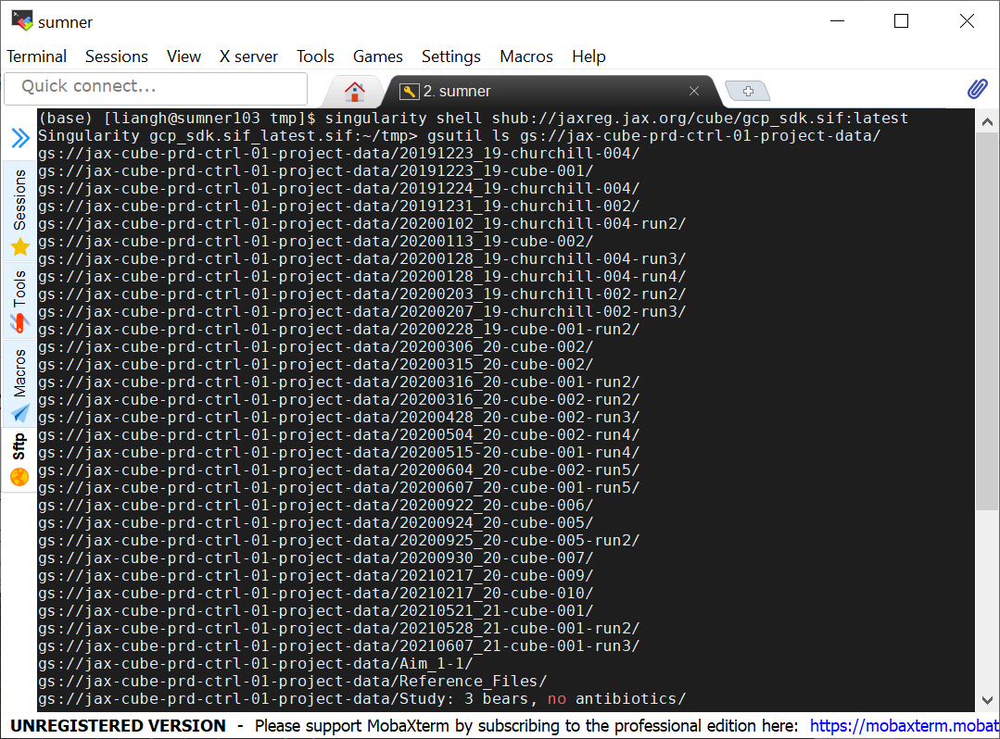 sumner
Terminal Sessions View X server Tools Games Settings Macros Help
Quick connect...
2. sumner
(base) [liangh@sumner103 tmp]$ singularity shell shub://jaxreg.jax.org/cube/gcp_sdk.sif:latest
Singularity gcp_sdk.sif_latest.sif:~/tmp> gsutil ls gs://jax-cube-prd-ctrl-01-project-data/
gs://jax-cube-prd-ctrl-01-project-data/20191223_19-churchill-004/
gs://jax-cube-prd-ctrl-01-project-data/20191223_19-cube-001/
gs://jax-cube-prd-ctrl-01-project-data/20191224_19-churchill-004/
gs://jax-cube-prd-ctrl-01-project-data/20191231_19-churchill-002/
gs://jax-cube-prd-ctrl-01-project-data/20200102_19-churchill-004-run2/
gs://jax-cube-prd-ctrl-01-project-data/20200113_19-cube-002/
gs://jax-cube-prd-ctrl-01-project-data/20200128_19-churchill-004-run3/
gs://jax-cube-prd-ctrl-01-project-data/20200128_19-churchill-004-run4/
gs://jax-cube-prd-ctrl-01-project-data/20200203_19-churchill-002-run2/
gs://jax-cube-prd-ctrl-01-project-data/20200207_19-churchill-002-run3/
gs://jax-cube-prd-ctrl-01-project-data/20200228_19-cube-001-run2/
gs://jax-cube-prd-ctrl-01-project-data/20200306_20-cube-002/
gs://jax-cube-prd-ctrl-01-project-data/20200315_20-cube-002/
gs://jax-cube-prd-ctrl-01-project-data/20200316_20-cube-001-run2/
gs://jax-cube-prd-ctrl-01-project-data/20200316_20-cube-002-run2/
gs://jax-cube-prd-ctrl-01-project-data/20200428_20-cube-002-run3/
gs://jax-cube-prd-ctrl-01-project-data/20200504_20-cube-002-run4/
gs://jax-cube-prd-ctrl-01-project-data/20200515-20-cube-001-run4/
gs://jax-cube-prd-ctrl-01-project-data/20200604_20-cube-002-run5/
gs://jax-cube-prd-ctrl-01-project-data/20200607_20-cube-001-run5/
gs://jax-cube-prd-ctrl-01-project-data/20200922_20-cube-006/
gs://jax-cube-prd-ctrl-01-project-data/20200924_20-cube-005/
gs://jax-cube-prd-ctrl-01-project-data/20200925_20-cube-005-run2/
gs://jax-cube-prd-ctrl-01-project-data/20200930_20-cube-007/
gs://jax-cube-prd-ctrl-01-project-data/20210217_20-cube-009/
gs://jax-cube-prd-ctrl-01-project-data/20210217_20-cube-010/
gs://jax-cube-prd-ctrl-01-project-data/20210521_21-cube-001/
gs://jax-cube-prd-ctrl-01-project-data/20210528_21-cube-001-run2/
gs://jax-cube-prd-ctrl-01-project-data/20210607_21-cube-001-run3/
gs://jax-cube-prd-ctrl-01-project-data/Aim_1-1/
gs://jax-cube-prd-ctrl-01-project-data/Reference_Files/
gs://jax-cube-prd-ctrl-01-project-data/Study: 3 bears, no antibiotics/
Sessions
Tools
Macros
Sftp
UNREGISTERED VERSION - Please support MobaXterm by subscribing to the professional edition here: https://mobaxterm.mobat